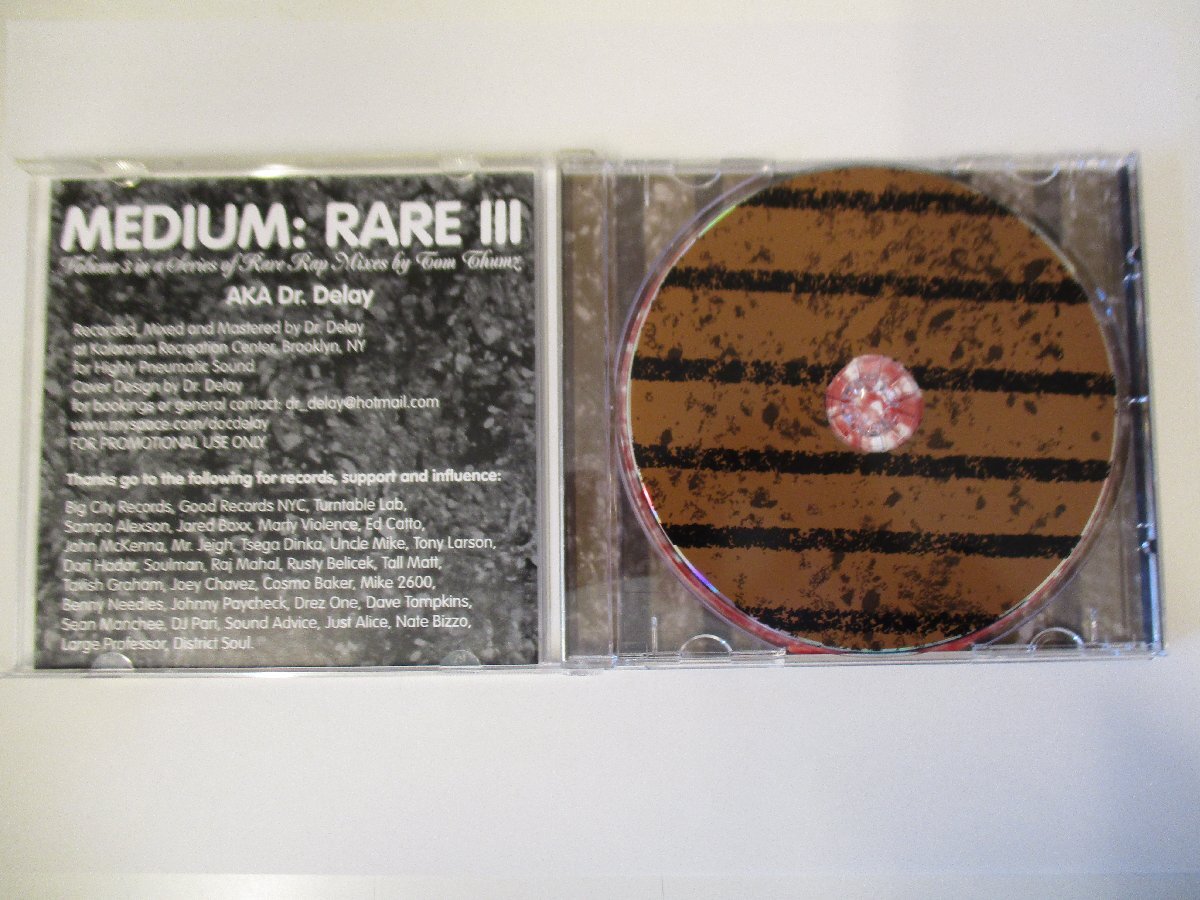 MEDIUM: RARE III
Volume 3 in a Series of Rare Rap Mixes by Tom Thumz
AKA Dr. Delay
Recorded, Mixed and Mastered by Dr. Delay
at Kalorama Recreation Center, Brooklyn, NY
for Highly Pneumatic Sound
Cover Design by Dr. Delay
for bookings or general contact: dr_delay@hotmail.com
www.myspace.com/docdelay
FOR PROMOTIONAL USE ONLY
Thanks go to the following for records, support and influence:
Big City Records, Good Records NYC, Turntable Lab,
Sampo Alexson, Jared Boxx, Marty Violence, Ed Catto,
John McKenna, Mr. Jeigh, Tsega Dinka, Uncle Mike, Tony Larson,
Dori Hadar, Soulman, Raj Mahal, Rusty Belicek, Tall Matt,
Tavish Graham, Joey Chavez, Cosmo Baker, Mike 2600,
Benny Needles, Johnny Paycheck, Drez One, Dave Tompkins,
Sean Manchee, DJ Pari, Sound Advice, Just Alice, Nate Bizzo,
Large Professor, District Soul.